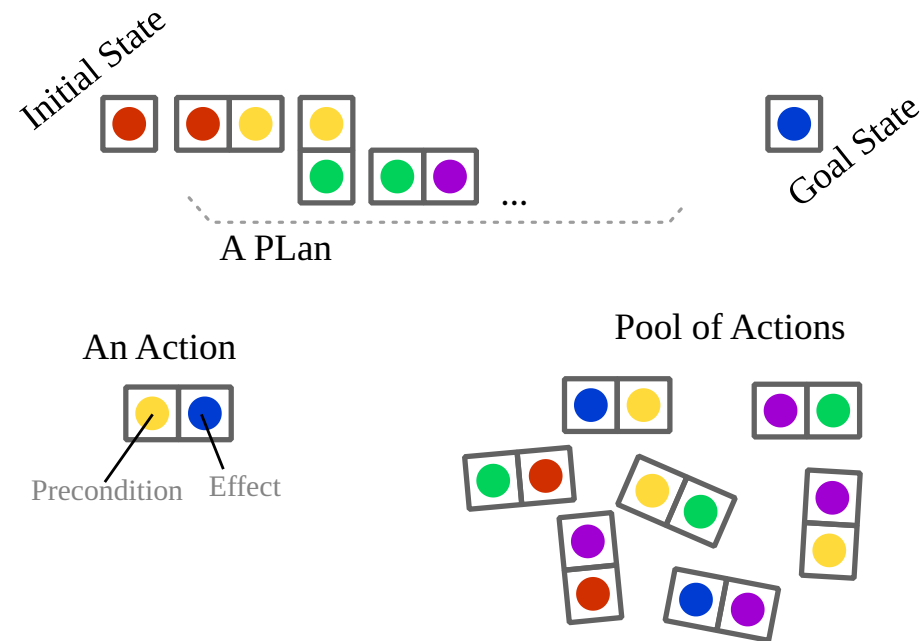 Initial State
Goal State
...
A PLan
An Action
Precondition
Effect
Pool of Actions